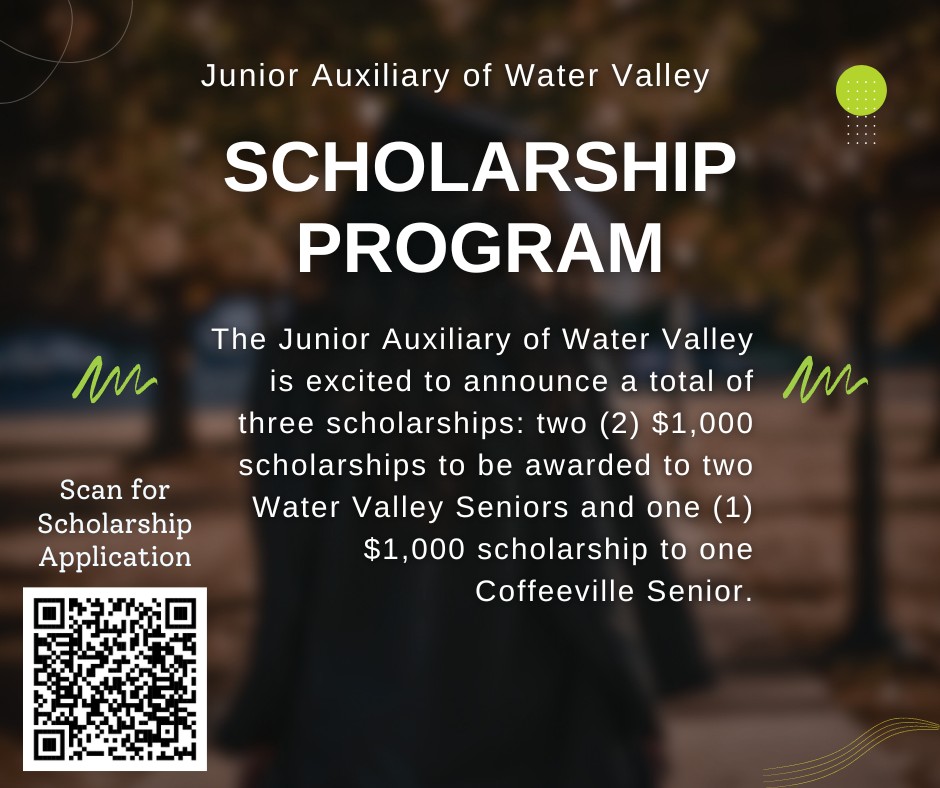 Junior Auxiliary of Water Valley
SCHOLARSHIP
PROGRAM
The Junior Auxiliary of Water Valley
is excited to announce a total of
three scholarships: two (2) $1,000
scholarships to be awarded to two
Water Valley Seniors and one (1)
$1,000 scholarship to one
Coffeeville Senior.
Scan for
Scholarship
Application